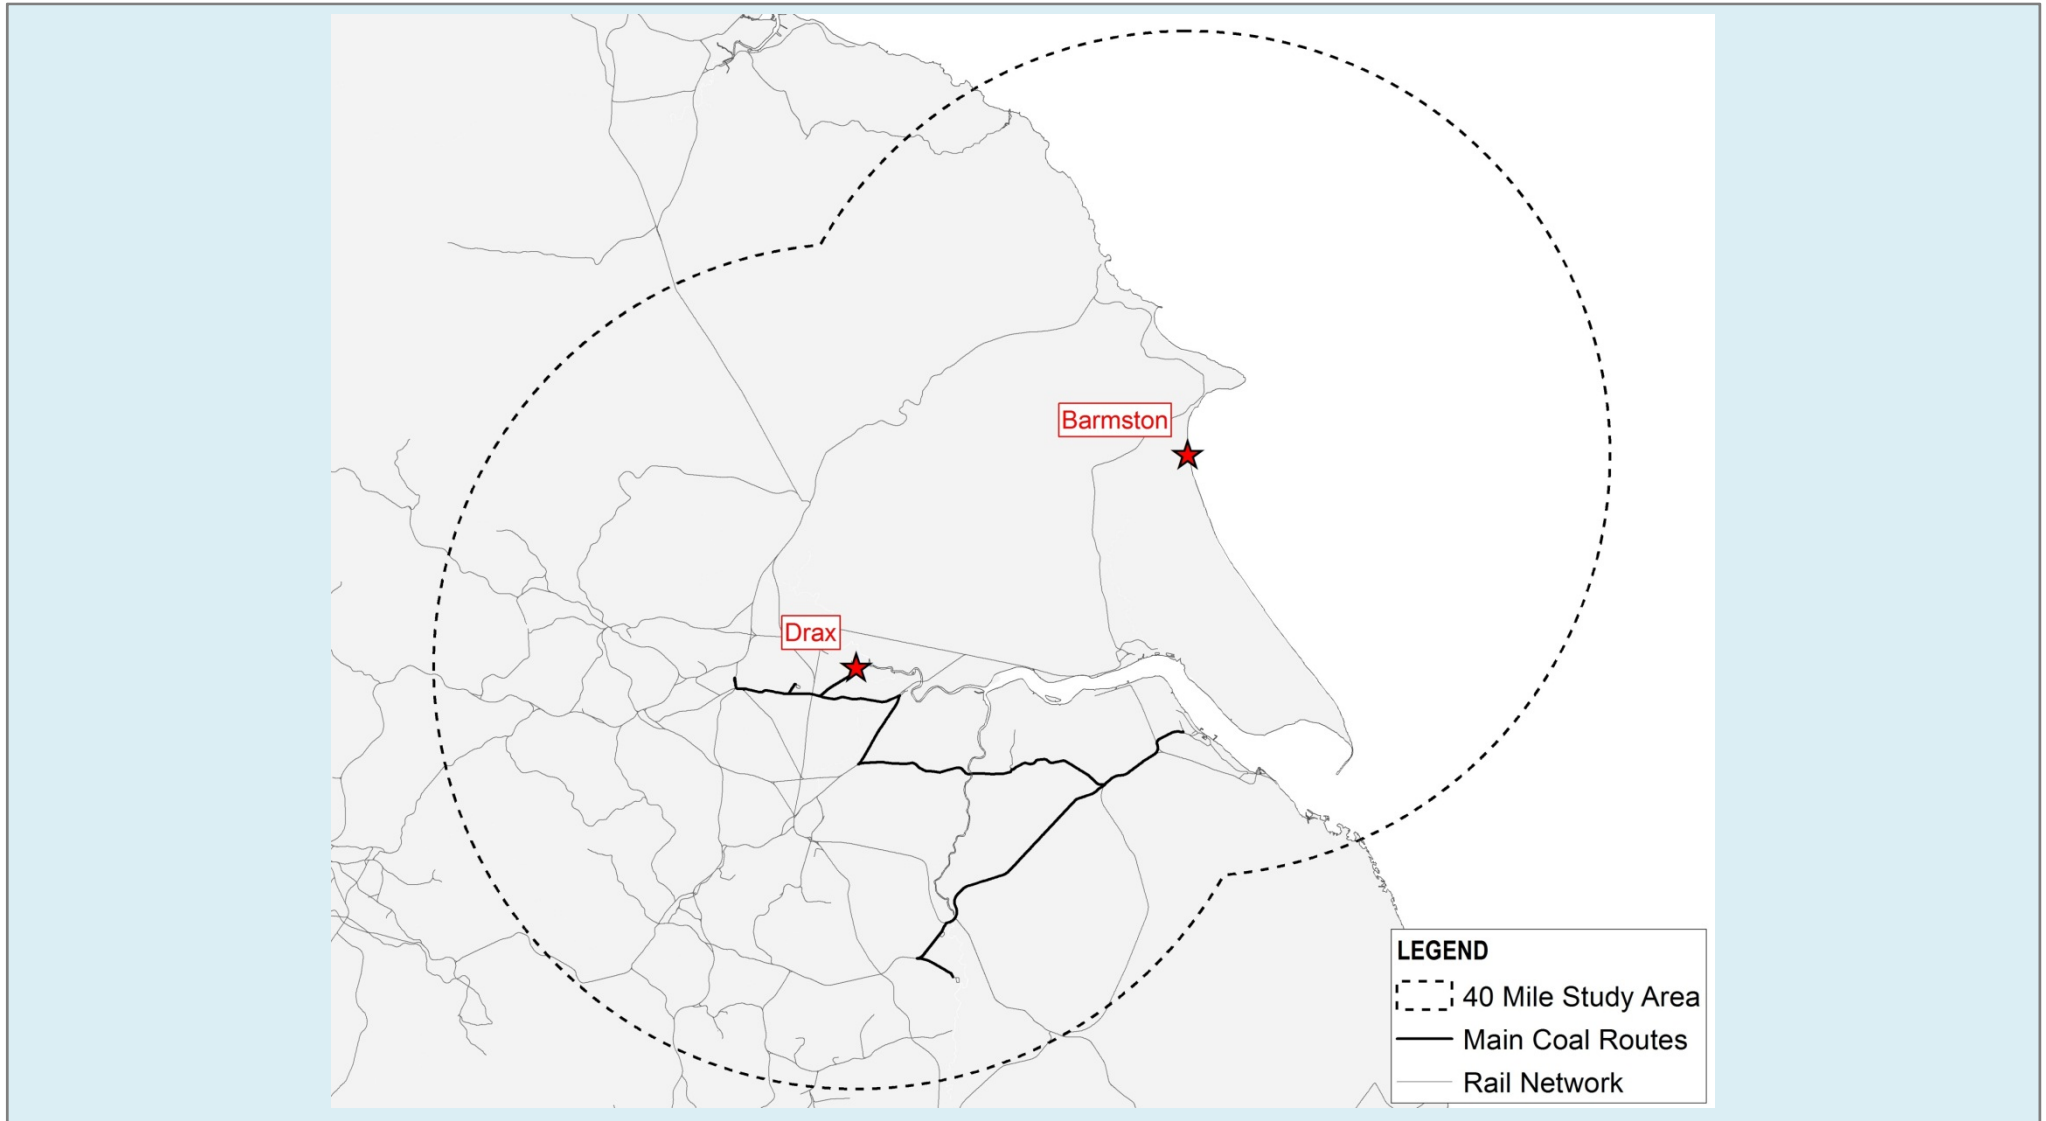 Barmston
Drax
LEGEND
40 Mile Study Area
Main Coal Routes
Rail Network